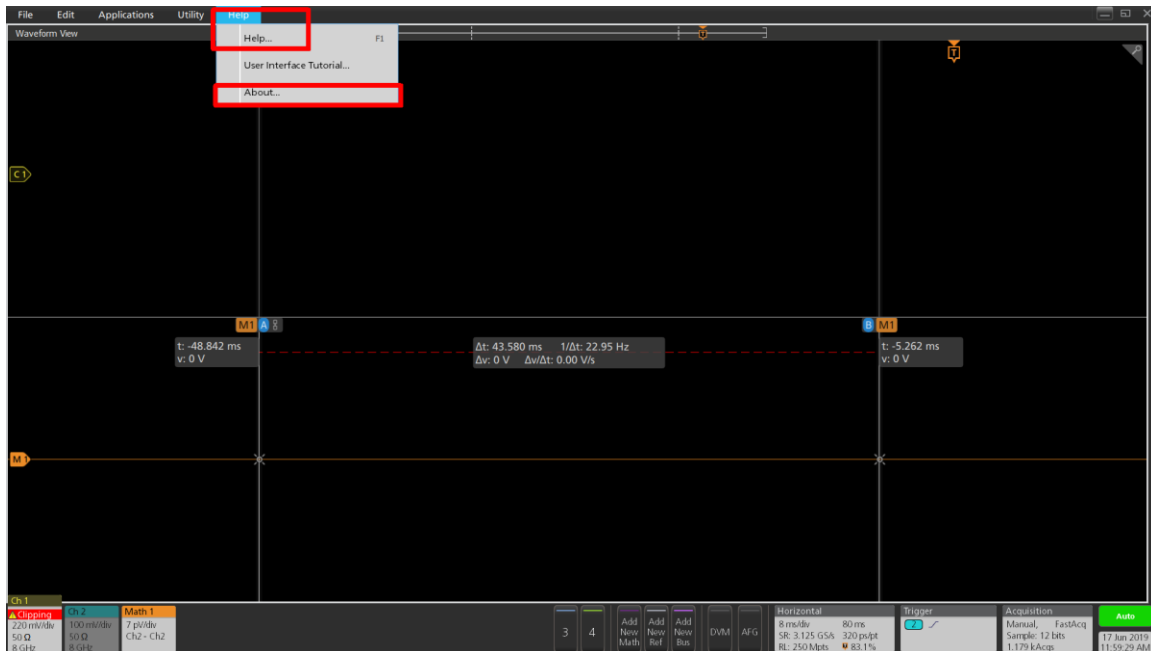 File Edit Applications Utility Help
Waveform View
Help... F1
User Interface Tutorial...
About...
T
T
C1
M1 A
B M1
t: -48.842 ms
v: 0 V
Δt: 43.580 ms 1/Δt: 22.95 Hz
Δv: 0 V Δv/Δt: 0.00 V/s
t: -5.262 ms
v: 0 V
M1
Ch 1
Clipping
220 mV/div
50 Ω
8 GHz
Ch 2
100 mV/div
50 Ω
8 GHz
Math 1
7 pV/div
Ch2 - Ch2
3
4
Add
New
Math
Add
New
Ref
Add
New
Bus
DVM
AFG
Horizontal
8 ms/div 80 ms
SR: 3.125 GS/s 320 ps/pt
RL: 250 Mpts 83.1%
Trigger
2
Acquisition
Manual, FastAcq
Sample: 12 bits
1.179 kAcqs
Auto
17 Jun 2019
11:59:29 AM